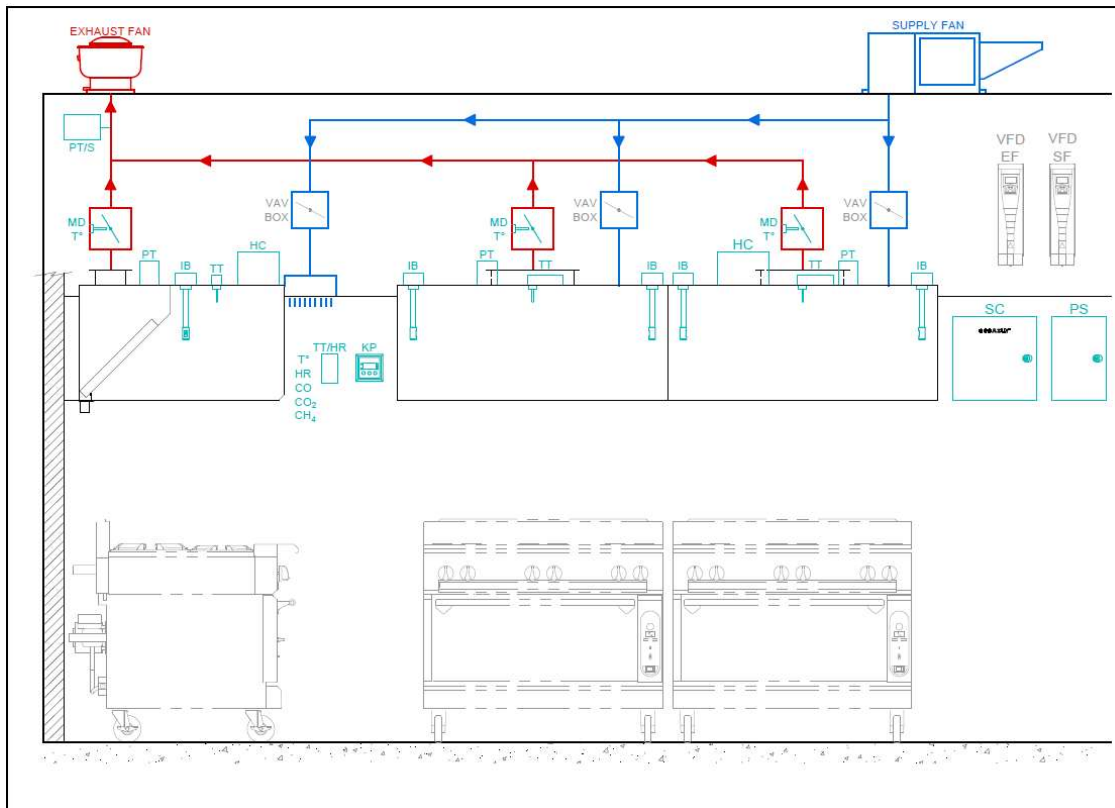 EXHAUST FAN
SUPPLY FAN
PT/S
VFD
EF
VFD
SF
MD
T°
VAV
BOX
MD
T°
VAV
BOX
MD
T°
VAV
BOX
PT
IB
TT
HC
IB
PT
TT
IB
IB
HC
TT
PT
IB
SC
PS
TT/HR
KP
T°
HR
CO
CO₂
CH₄